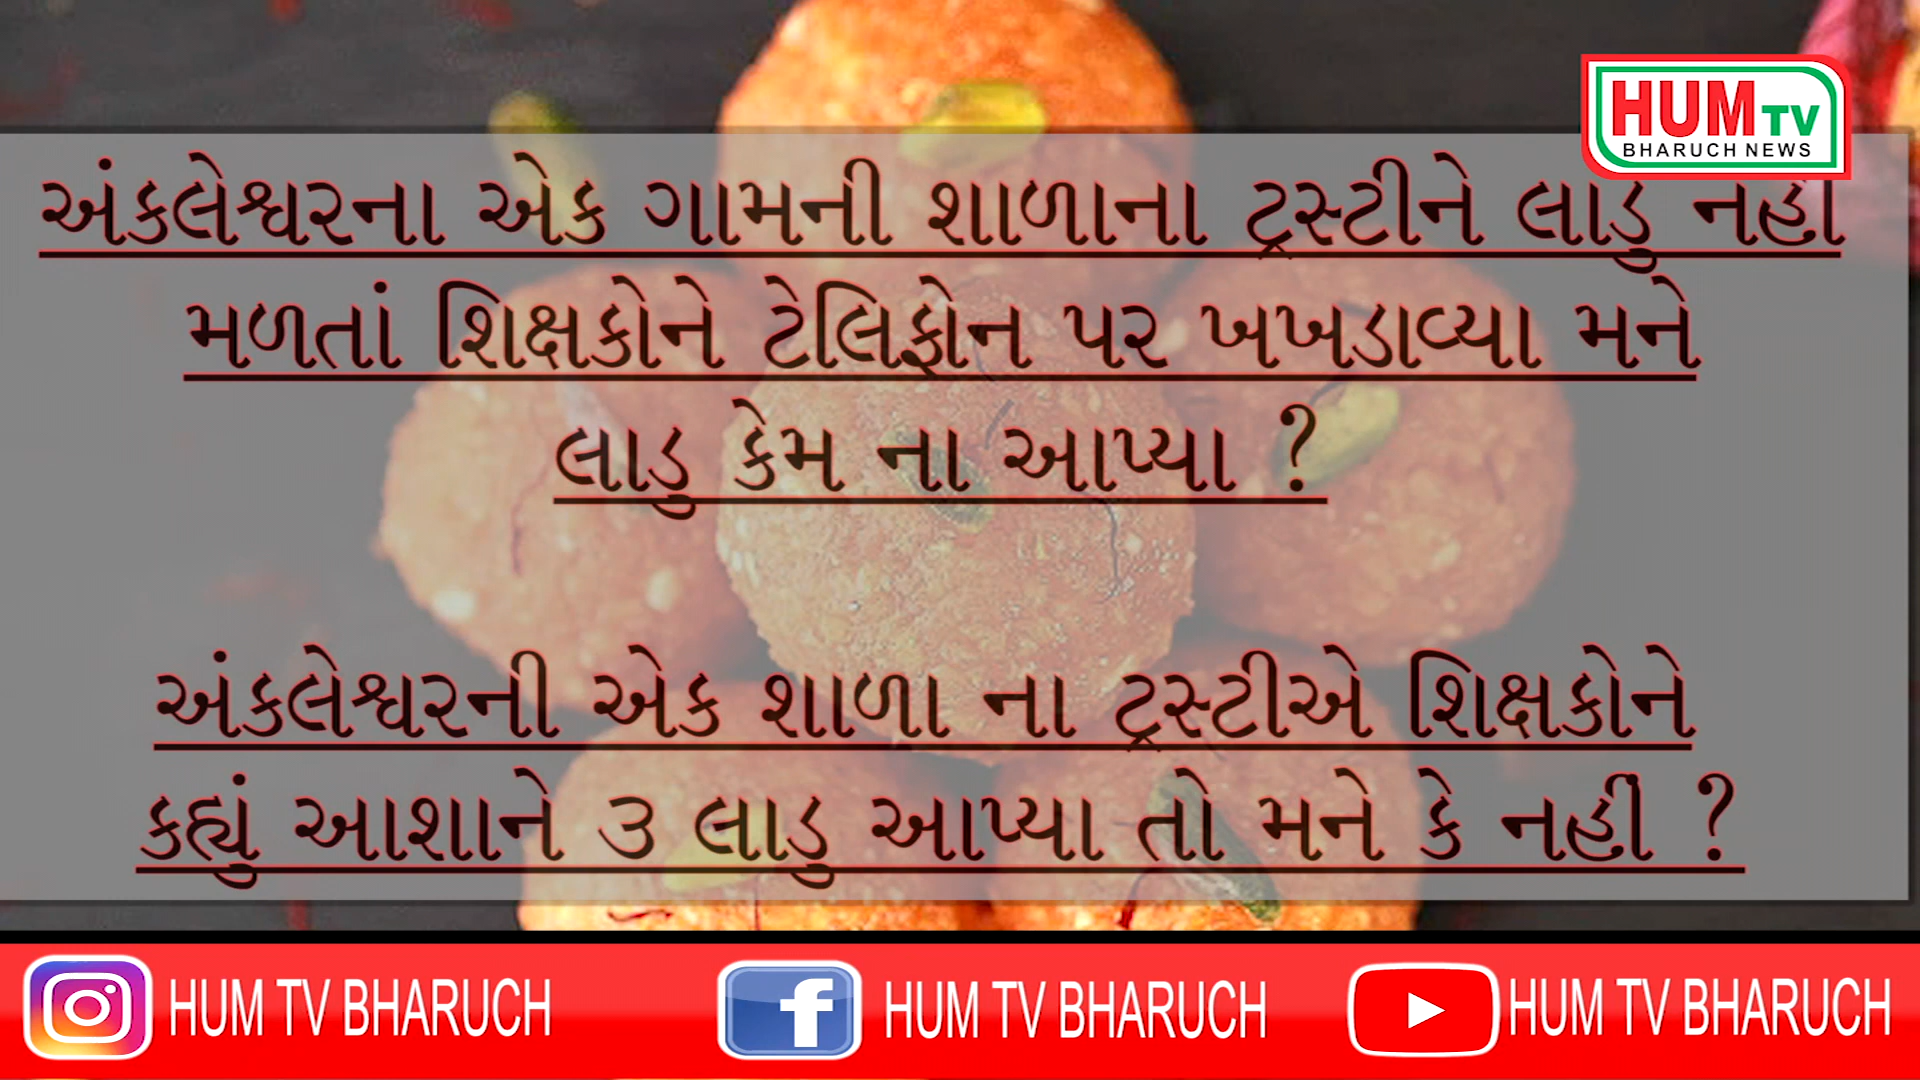 HUM TV
BHARUCH NEWS
અંકલેશ્વરના એક ગામની શાળાના ટ્રસ્ટીને લાડુ નહીં
મળતાં શિક્ષકોને ટેલિફોન પર ખખડાવ્યા મને
લાડુ કેમ ના આપ્યા ?
અંકલેશ્વરની એક શાળા ના ટ્રસ્ટીએ શિક્ષકોને
કહ્યું આશાને ૩ લાડુ આપ્યા તો મને કે નહીં ?
HUM TV BHARUCH
HUM TV BHARUCH
HUM TV BHARUCH